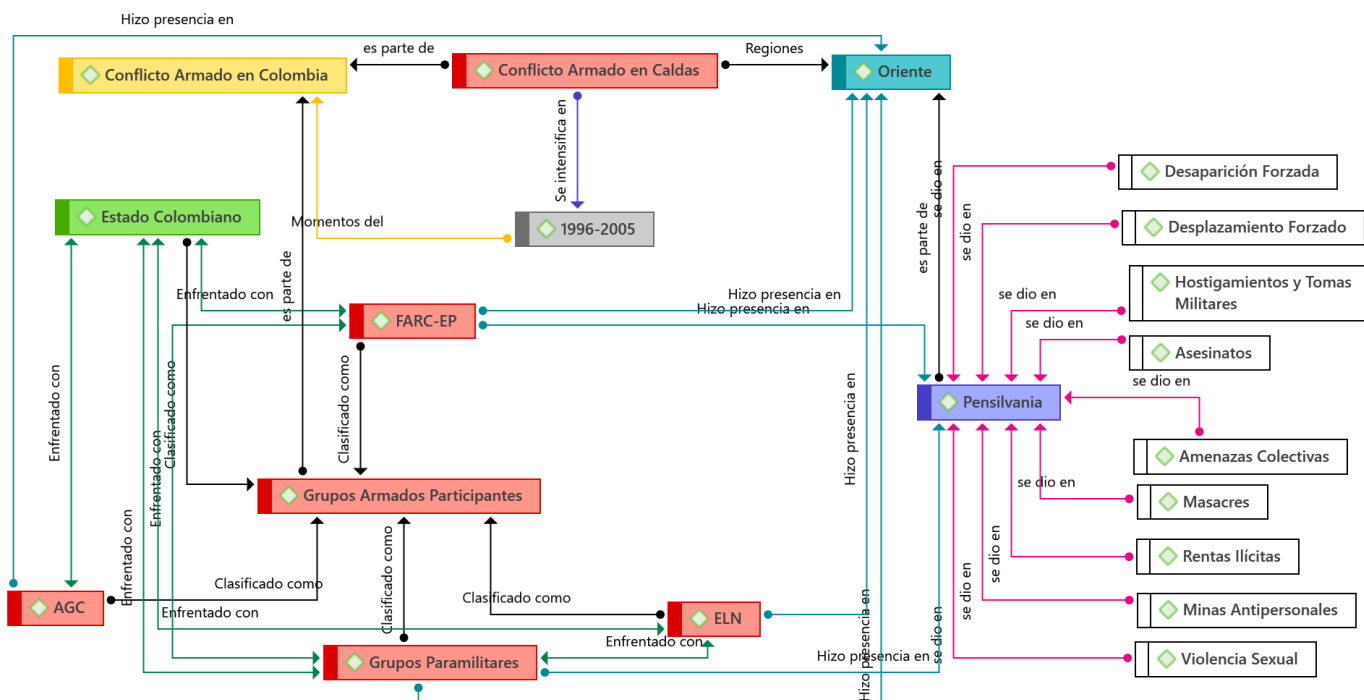 Hizo presencia en
es parte de
Regiones
Conflicto Armado en Colombia
Conflicto Armado en Caldas
Oriente
Se intensifica en
se dio en
Desaparición Forzada
Estado Colombiano
Momentos del
1996-2005
es parte de
se dio en
Desplazamiento Forzado
es parte de
Enfrentado con
Hizo presencia en
Hizo presencia en
se dio en
Hostigamientos y Tomas
Militares
FARC-EP
se dio en
Asesinatos
Enfrentado con
Clasificado como
Clasificado como
Hizo presencia en
se dio en
Pensilvania
Enfrentado con
Amenazas Colectivas
Grupos Armados Participantes
se dio en
Masacres
Enfrentado con
Clasificado como
se dio en
Rentas Ilícitas
Clasificado como
AGC
Clasificado como
se dio en
Minas Antipersonales
Enfrentado con
ELN
Enfrentado con
Hizo presencia en
Hizo presencia en
se dio en
Grupos Paramilitares
Violencia Sexual